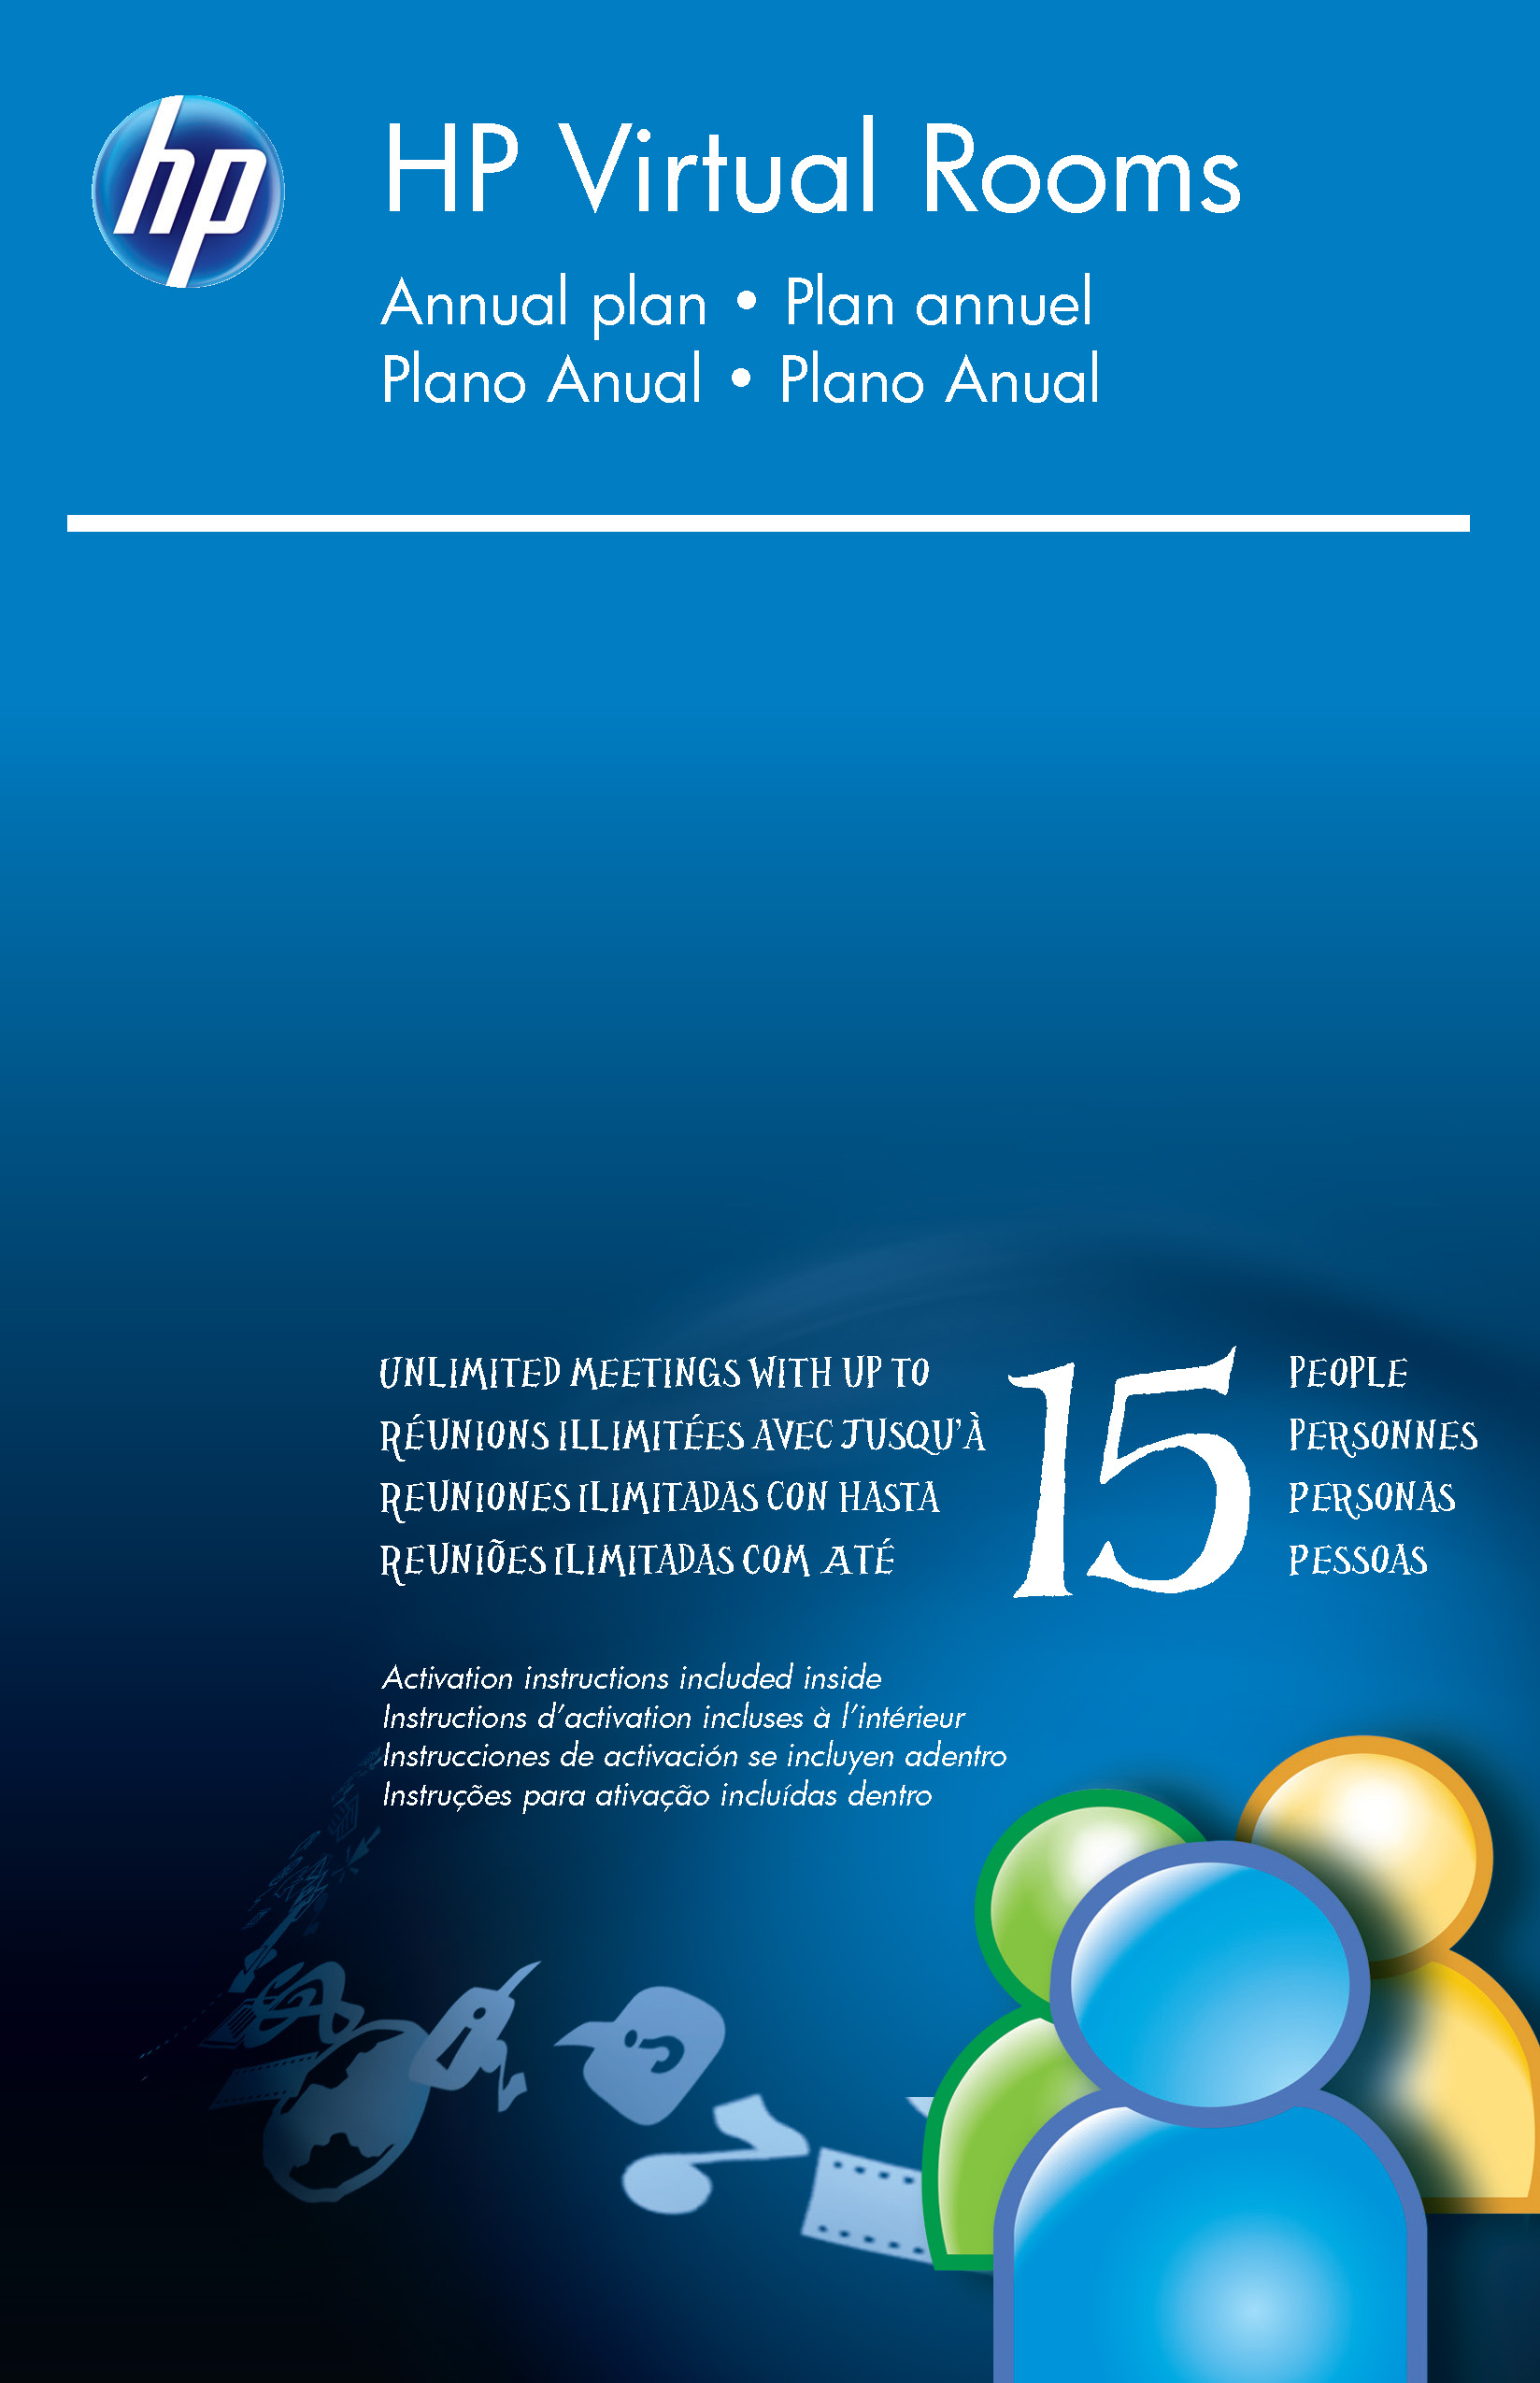 hp
HP Virtual Rooms
Annual plan • Plan annuel
Plano Anual • Plano Anual
UNLIMITED MEETINGS WITH UP TO 15 PEOPLE
RÉUNIONS ILLIMITÉES AVEC JUSQU'À PERSONNES
REUNIONES ILIMITADAS CON HASTA PERSONAS
REUNIÕES ILIMITADAS COM ATÉ PESSOAS
Activation instructions included inside
Instructions d'activation incluses à l'intérieur
Instrucciones de activación se incluyen adentro
Instruções para ativação incluídas dentro